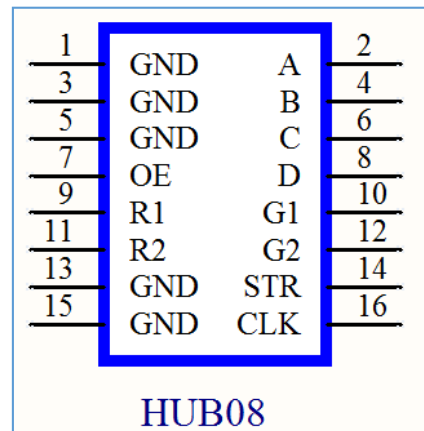 1 GND A 2
3 GND B 4
5 GND C 6
7 OE D 8
9 R1 G1 10
11 R2 G2 12
13 GND STR 14
15 GND CLK 16
HUB08